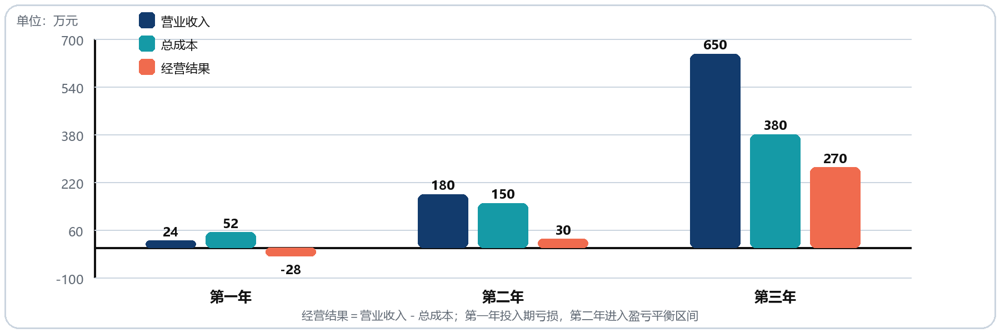 单位：万元
营业收入
总成本
经营结果
700
540
380
220
60
-100
24
52
-28
180
150
30
650
380
270
第一年
第二年
第三年
经营结果 = 营业收入 - 总成本；第一年投入期亏损，第二年进入盈亏平衡区间